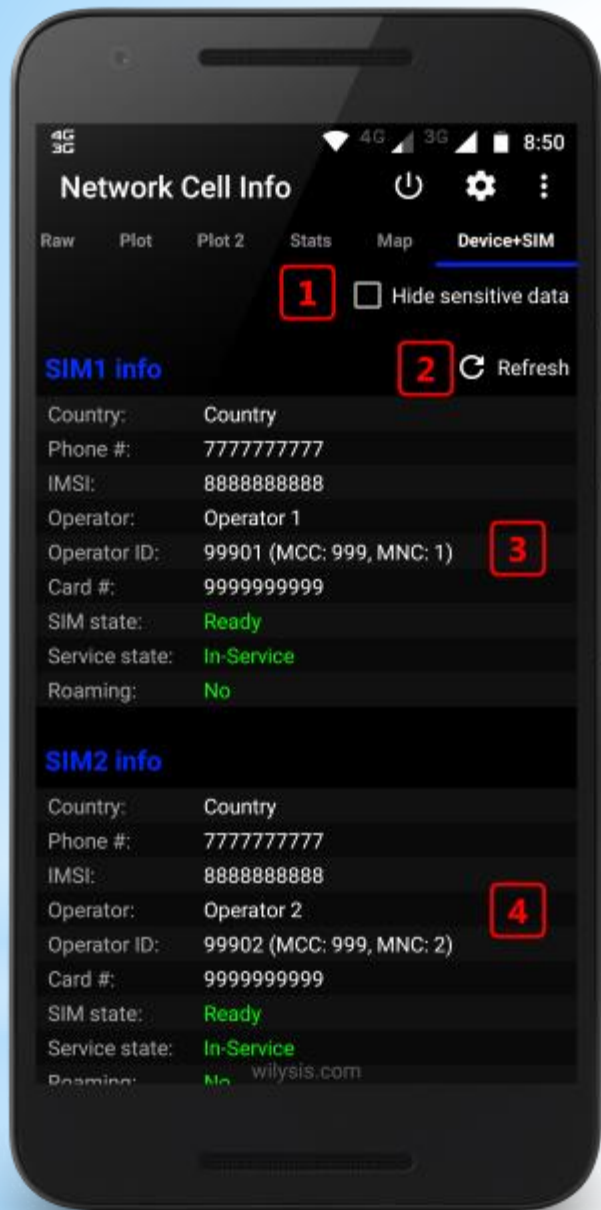 4G
3G
4G 3G 8:50
Network Cell Info
Raw Plot Plot 2 Stats Map Device+SIM
1 Hide sensitive data
SIM1 info 2 Refresh
Country: Country
Phone #: 7777777777
IMSI: 8888888888
Operator: Operator 1
Operator ID: 99901 (MCC: 999, MNC: 1) 3
Card #: 9999999999
SIM state: Ready
Service state: In-Service
Roaming: No
SIM2 info
Country: Country
Phone #: 7777777777
IMSI: 8888888888
Operator: Operator 2 4
Operator ID: 99902 (MCC: 999, MNC: 2)
Card #: 9999999999
SIM state: Ready
Service state: In-Service
Roaming: No
wilysis.com